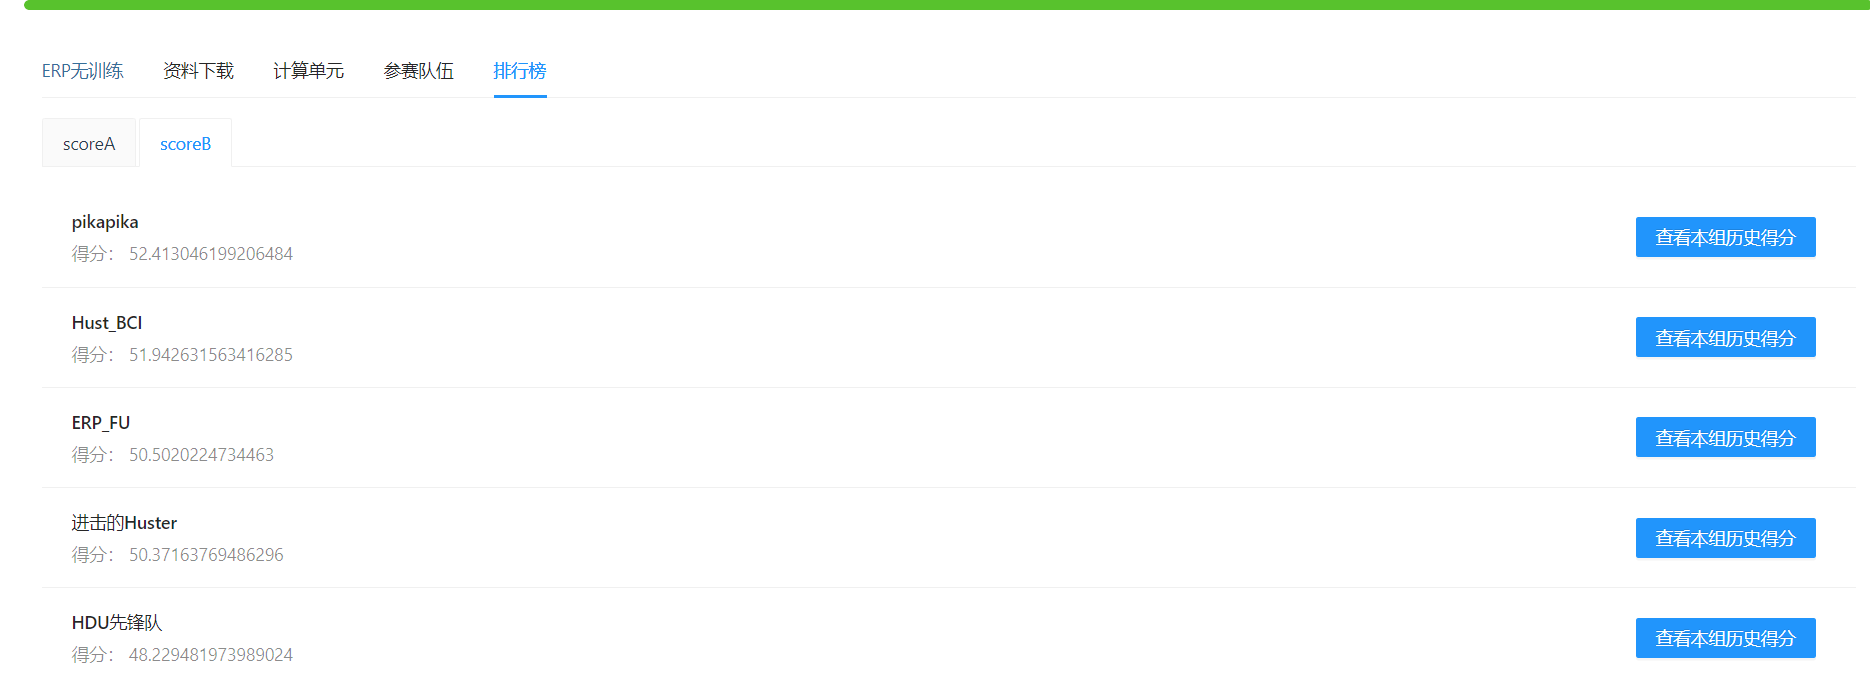 ERP无训练 资料下载 计算单元 参赛队伍 排行榜
scoreA scoreB
pikapika
得分： 52.413046199206484
查看本组历史得分
Hust_BCI
得分： 51.942631563416285
查看本组历史得分
ERP_FU
得分： 50.5020224734463
查看本组历史得分
进击的Huster
得分： 50.37163769486296
查看本组历史得分
HDU先锋队
得分： 48.229481973989024
查看本组历史得分